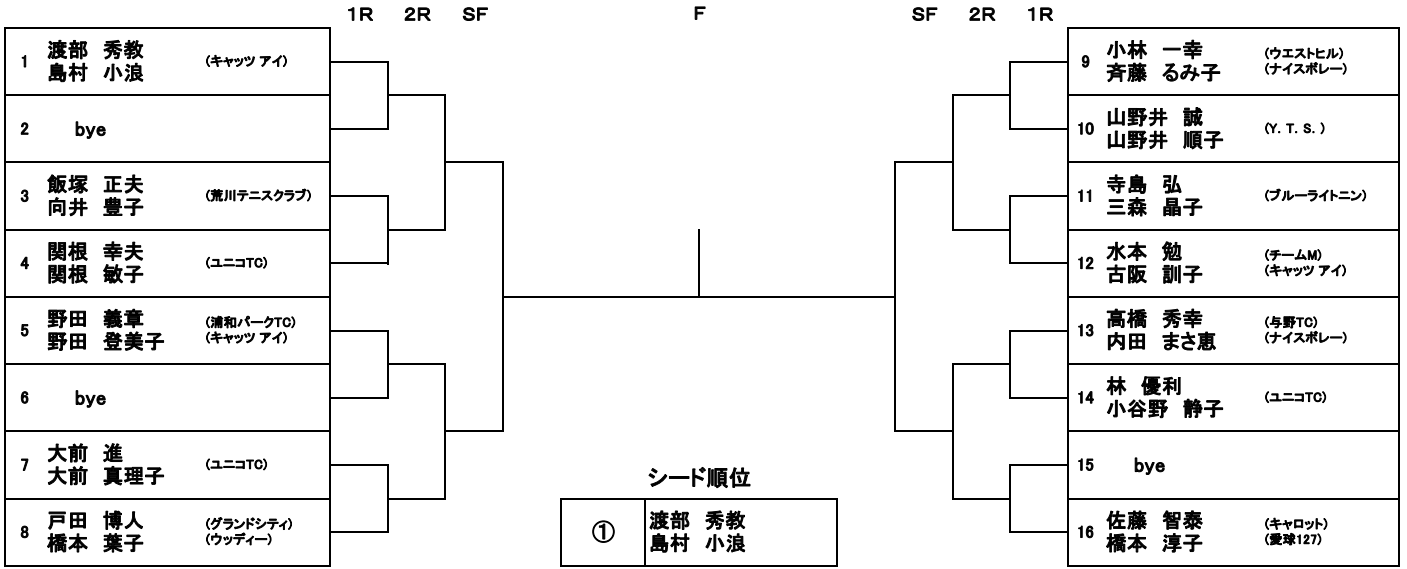 1R 2R SF F SF 2R 1R
1 渡部 秀教 (キャッツ アイ)
島村 小浪
2 bye
3 飯塚 正夫 (荒川テニスクラブ)
向井 豊子
4 関根 幸夫 (ユニコTC)
関根 敏子
5 野田 義章 (浦和パークTC)
野田 登美子 (キャッツ アイ)
6 bye
7 大前 進 (ユニコTC)
大前 真理子
8 戸田 博人 (グランドシティ)
橋本 葉子 (ウッディー)
9 小林 一幸 (ウエストヒル)
斉藤 るみ子 (ナイスボレー)
10 山野井 誠 (Y. T. S. )
山野井 順子
11 寺島 弘 (ブルーライトニン)
三森 晶子
12 水本 勉 (チームM)
古阪 訓子 (キャッツ アイ)
13 高橋 秀幸 (与野TC)
内田 まさ恵 (ナイスボレー)
14 林 優利 (ユニコTC)
小谷野 静子
15 bye
16 佐藤 智泰 (キャロット)
橋本 淳子 (愛球127)
シード順位
① 渡部 秀教
島村 小浪